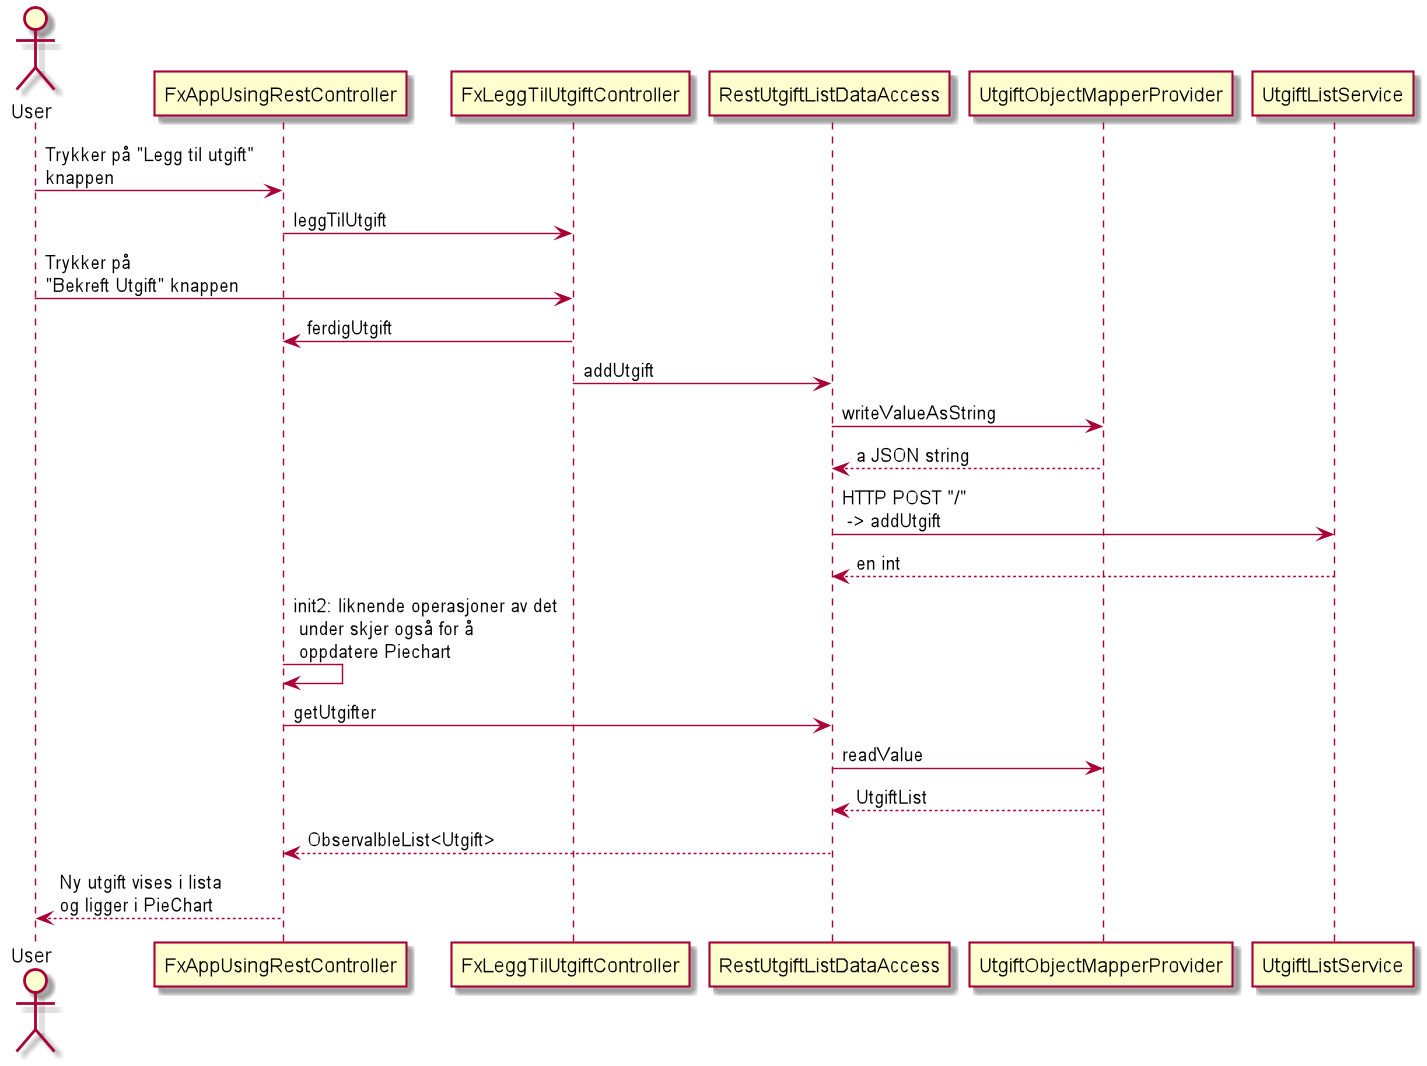 User
FxAppUsingRestController
FxLeggTilUtgiftController
RestUtgiftListDataAccess
UtgiftObjectMapperProvider
UtgiftListService
Trykker på "Legg til utgift"
knappen
leggTilUtgift
Trykker på
"Bekreft Utgift" knappen
ferdigUtgift
addUtgift
writeValueAsString
a JSON string
HTTP POST "/"
-> addUtgift
en int
init2: liknende operasjoner av det
under skjer også for å
oppdatere Piechart
getUtgifter
readValue
UtgiftList
ObservalbleList<Utgift>
Ny utgift vises i lista
og ligger i PieChart
User
FxAppUsingRestController
FxLeggTilUtgiftController
RestUtgiftListDataAccess
UtgiftObjectMapperProvider
UtgiftListService